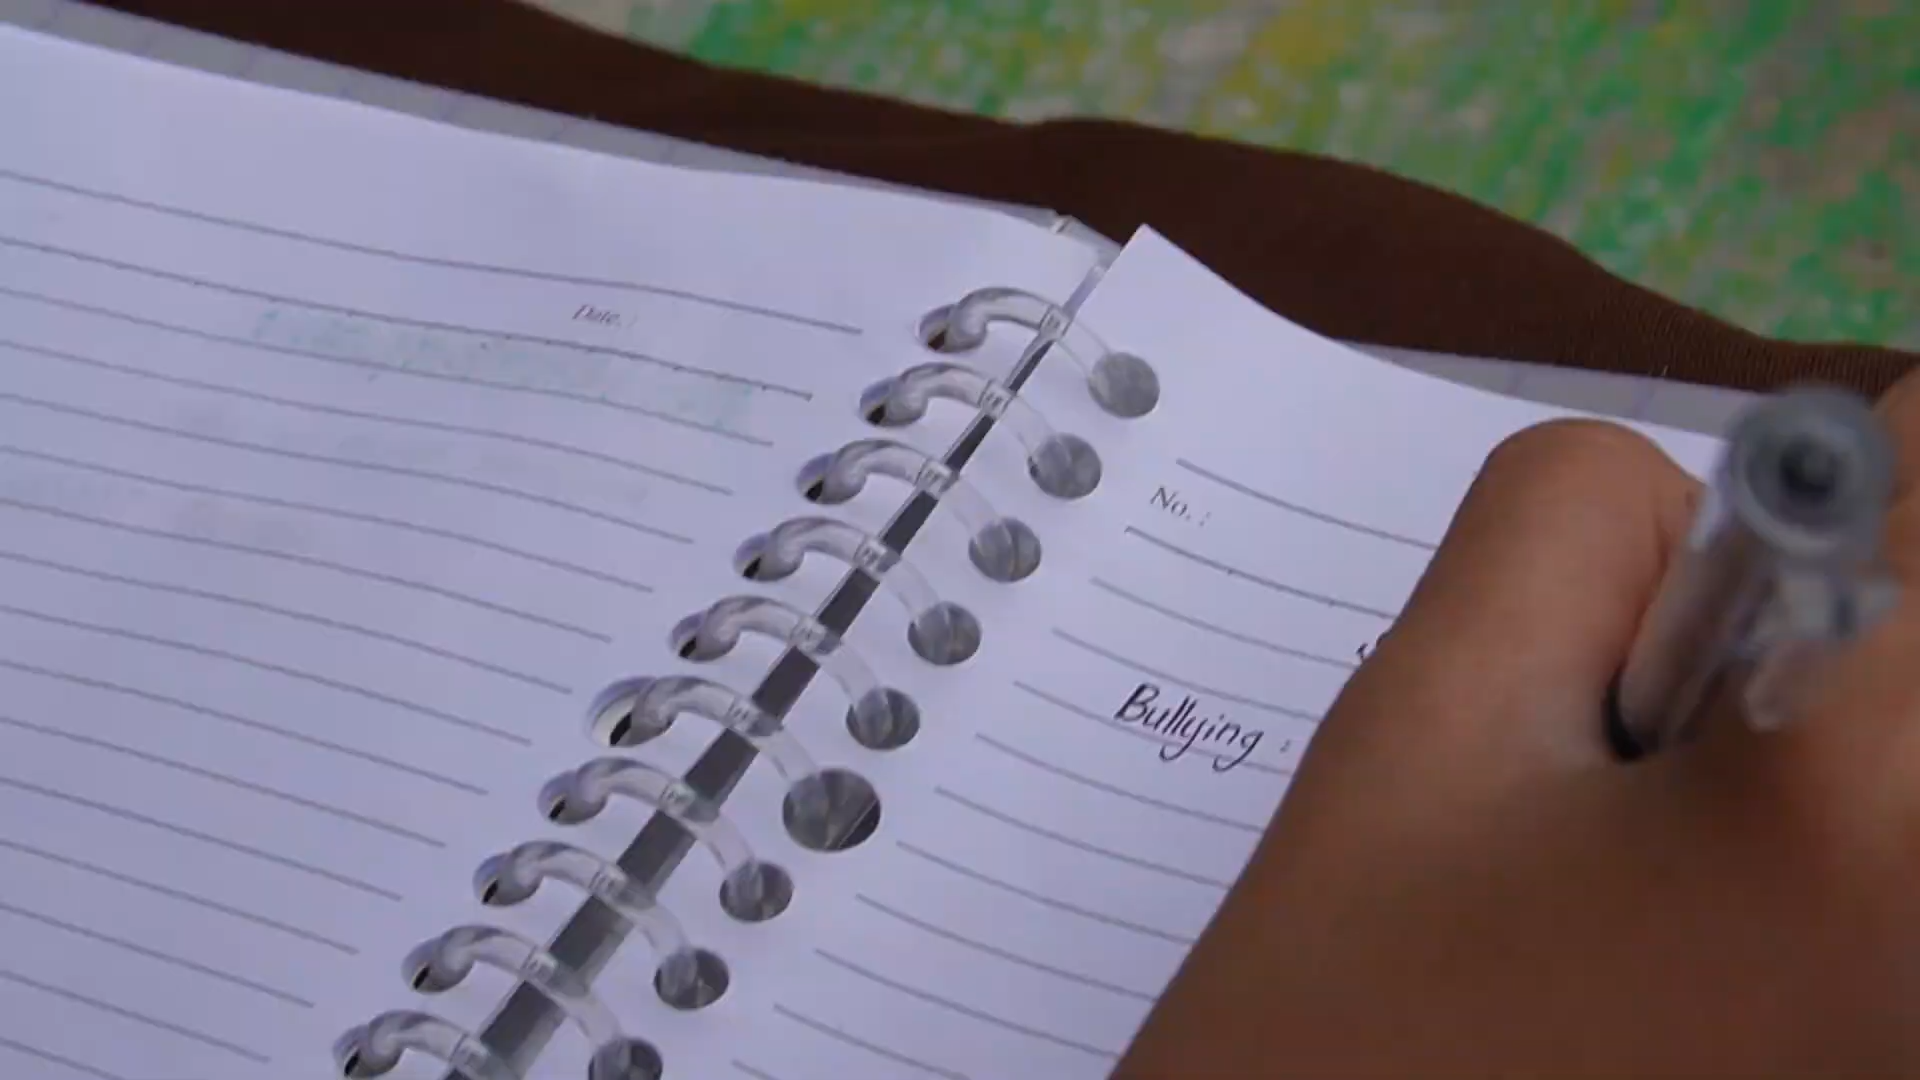 Date. :
No. :
Bullying :